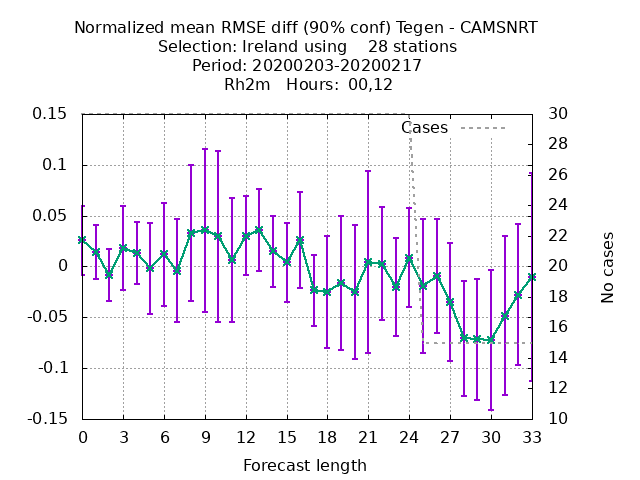 Normalized mean RMSE diff (90% conf) Tegen - CAMSNRT
Selection: Ireland using    28 stations
Period: 20200203-20200217
Rh2m   Hours:  00,12
Cases
0.15
0.1
0.05
0
-0.05
-0.1
-0.15
30
28
26
24
22
20
18
16
14
12
10
No cases
0 3 6 9 12 15 18 21 24 27 30 33
Forecast length